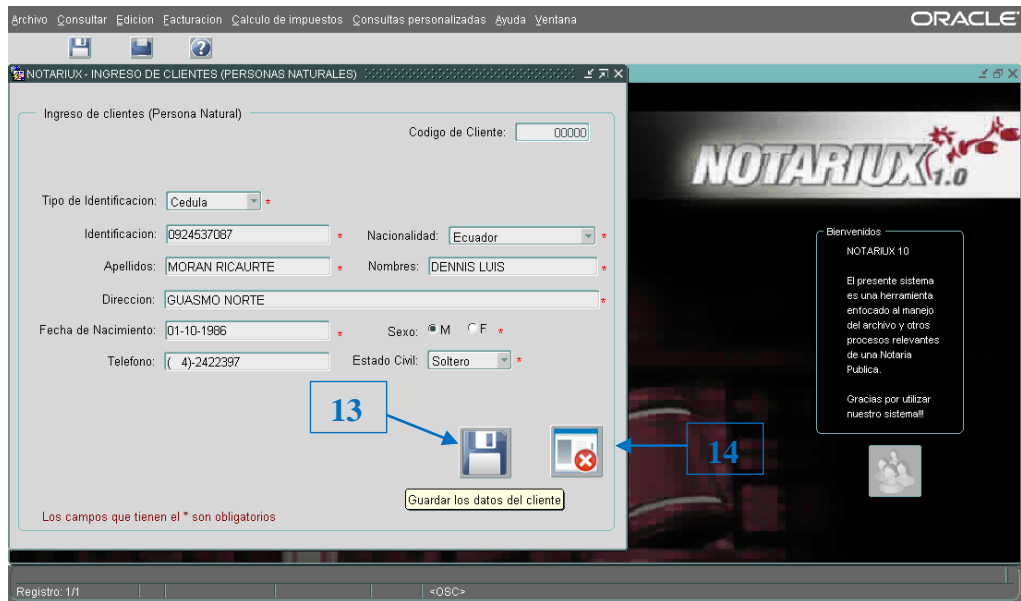 Archivo Consultar Edicion Facturacion Calculo de impuestos Consultas personalizadas Ayuda Ventana
ORACLE
NOTARIUX - INGRESO DE CLIENTES (PERSONAS NATURALES)
Ingreso de clientes (Persona Natural)
Codigo de Cliente: 00000
Tipo de Identificacion: Cedula *
Identificacion: 0924537087 * Nacionalidad: Ecuador *
Apellidos: MORAN RICAURTE * Nombres: DENNIS LUIS *
Direccion: GUASMO NORTE *
Fecha de Nacimiento: 01-10-1986 * Sexo: M F *
Telefono: ( 4)-2422397 Estado Civil: Soltero *
13
14
Guardar los datos del cliente
Los campos que tienen el * son obligatorios
NOTARIUX 1.0
Bienvenidos
NOTARIUX 10
El presente sistema
es una herramienta
enfocado al manejo
del archivo y otros
procesos relevantes
de una Notaria
Publica.
Gracias por utilizar
nuestro sistema!!!
Registro: 1/1 <OSC>